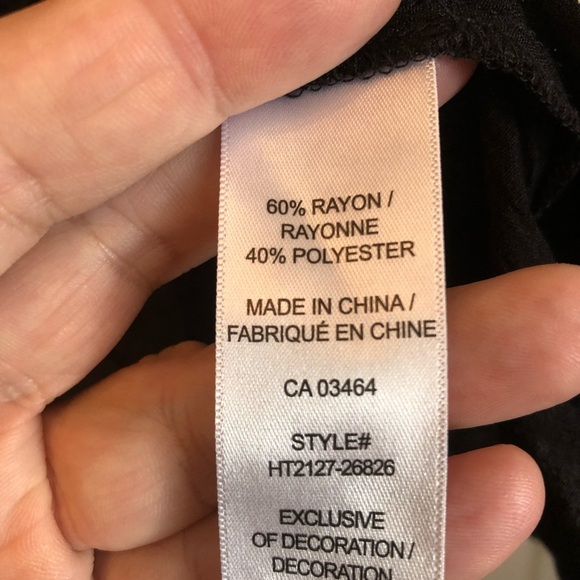 60% RAYON /
RAYONNE
40% POLYESTER
MADE IN CHINA /
FABRIQUÉ EN CHINE
CA 03464
STYLE#
HT2127-26826
EXCLUSIVE
OF DECORATION /
DECORATION